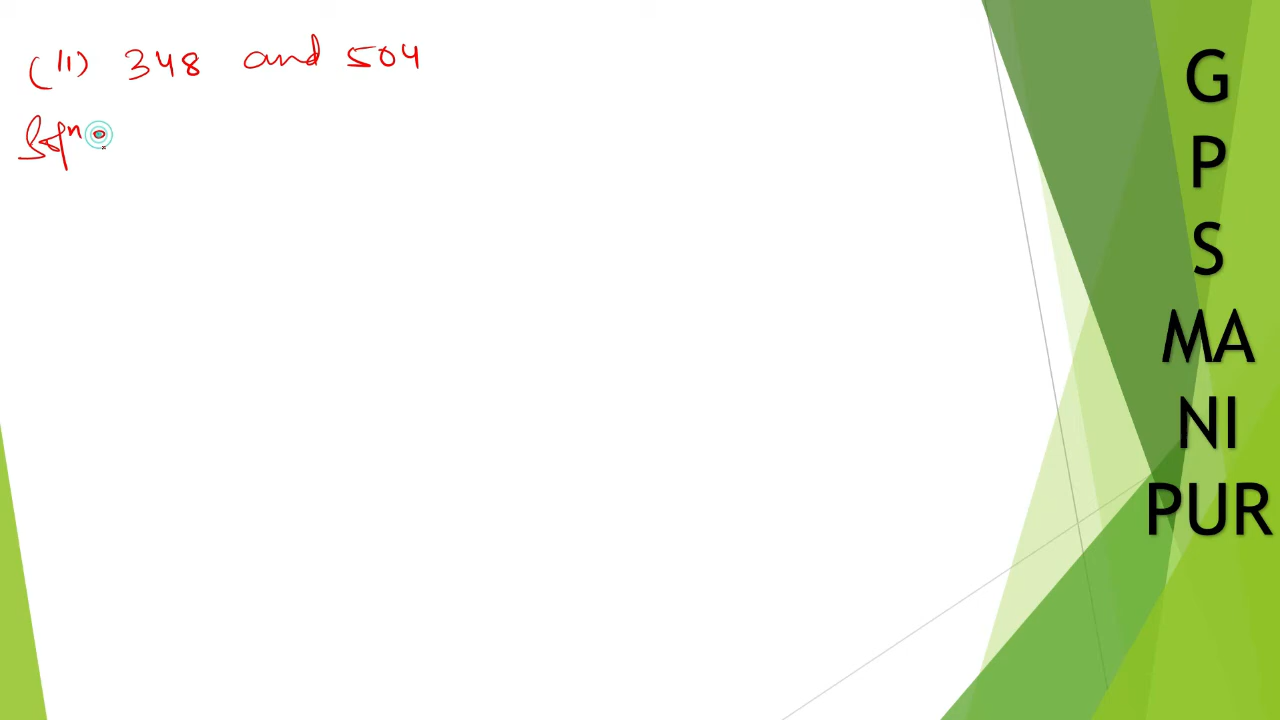 (II) 348 and 504
Solⁿ
G
P
S
MA
NI
PUR